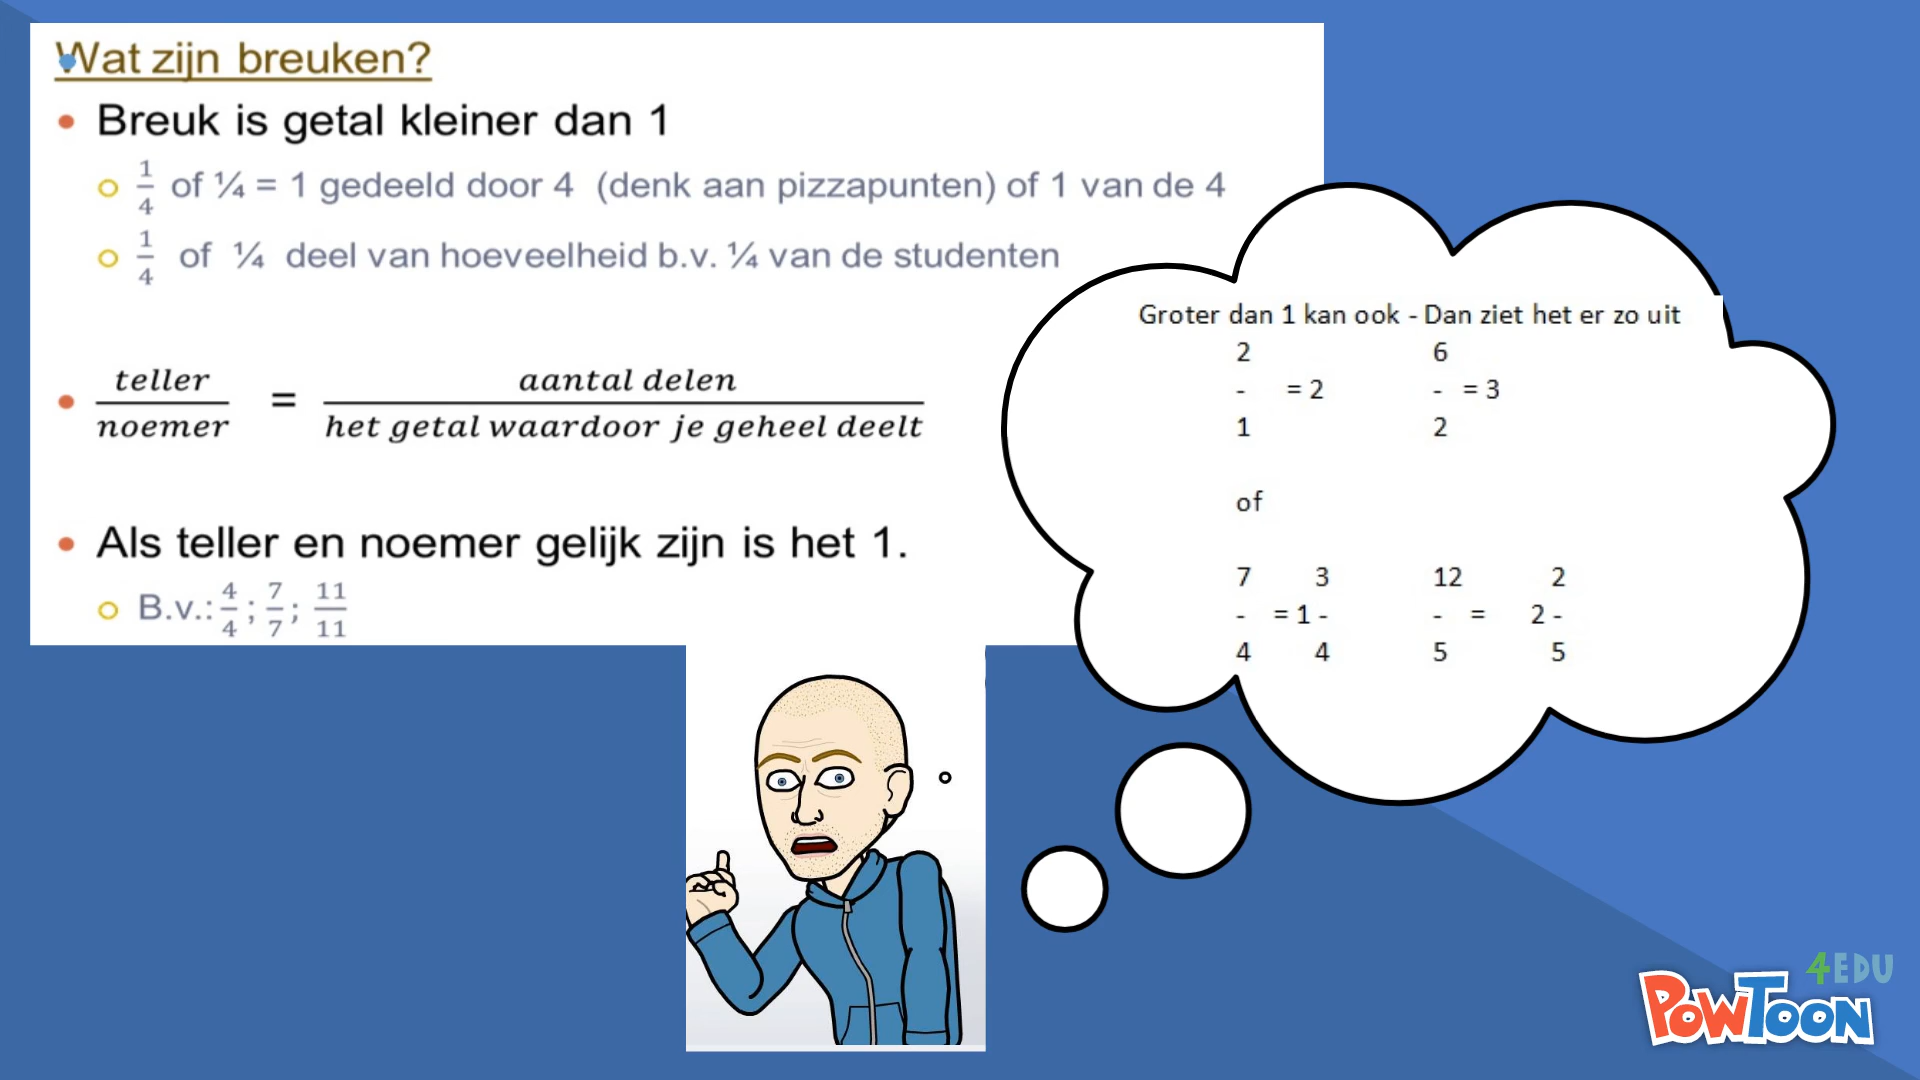 Wat zijn breuken?
Breuk is getal kleiner dan 1
1/4 of ¼ = 1 gedeeld door 4 (denk aan pizzapunten) of 1 van de 4
1/4 of ¼ deel van hoeveelheid b.v. ¼ van de studenten
teller/noemer = aantal delen/het getal waardoor je geheel deelt
Als teller en noemer gelijk zijn is het 1.
B.v.: 4/4 ; 7/7 ; 11/11
Groter dan 1 kan ook - Dan ziet het er zo uit
2 6
- = 2 - = 3
1 2
of
7 3 12 2
- = 1 - - = 2 -
4 4 5 5
4EDU
POWTOON